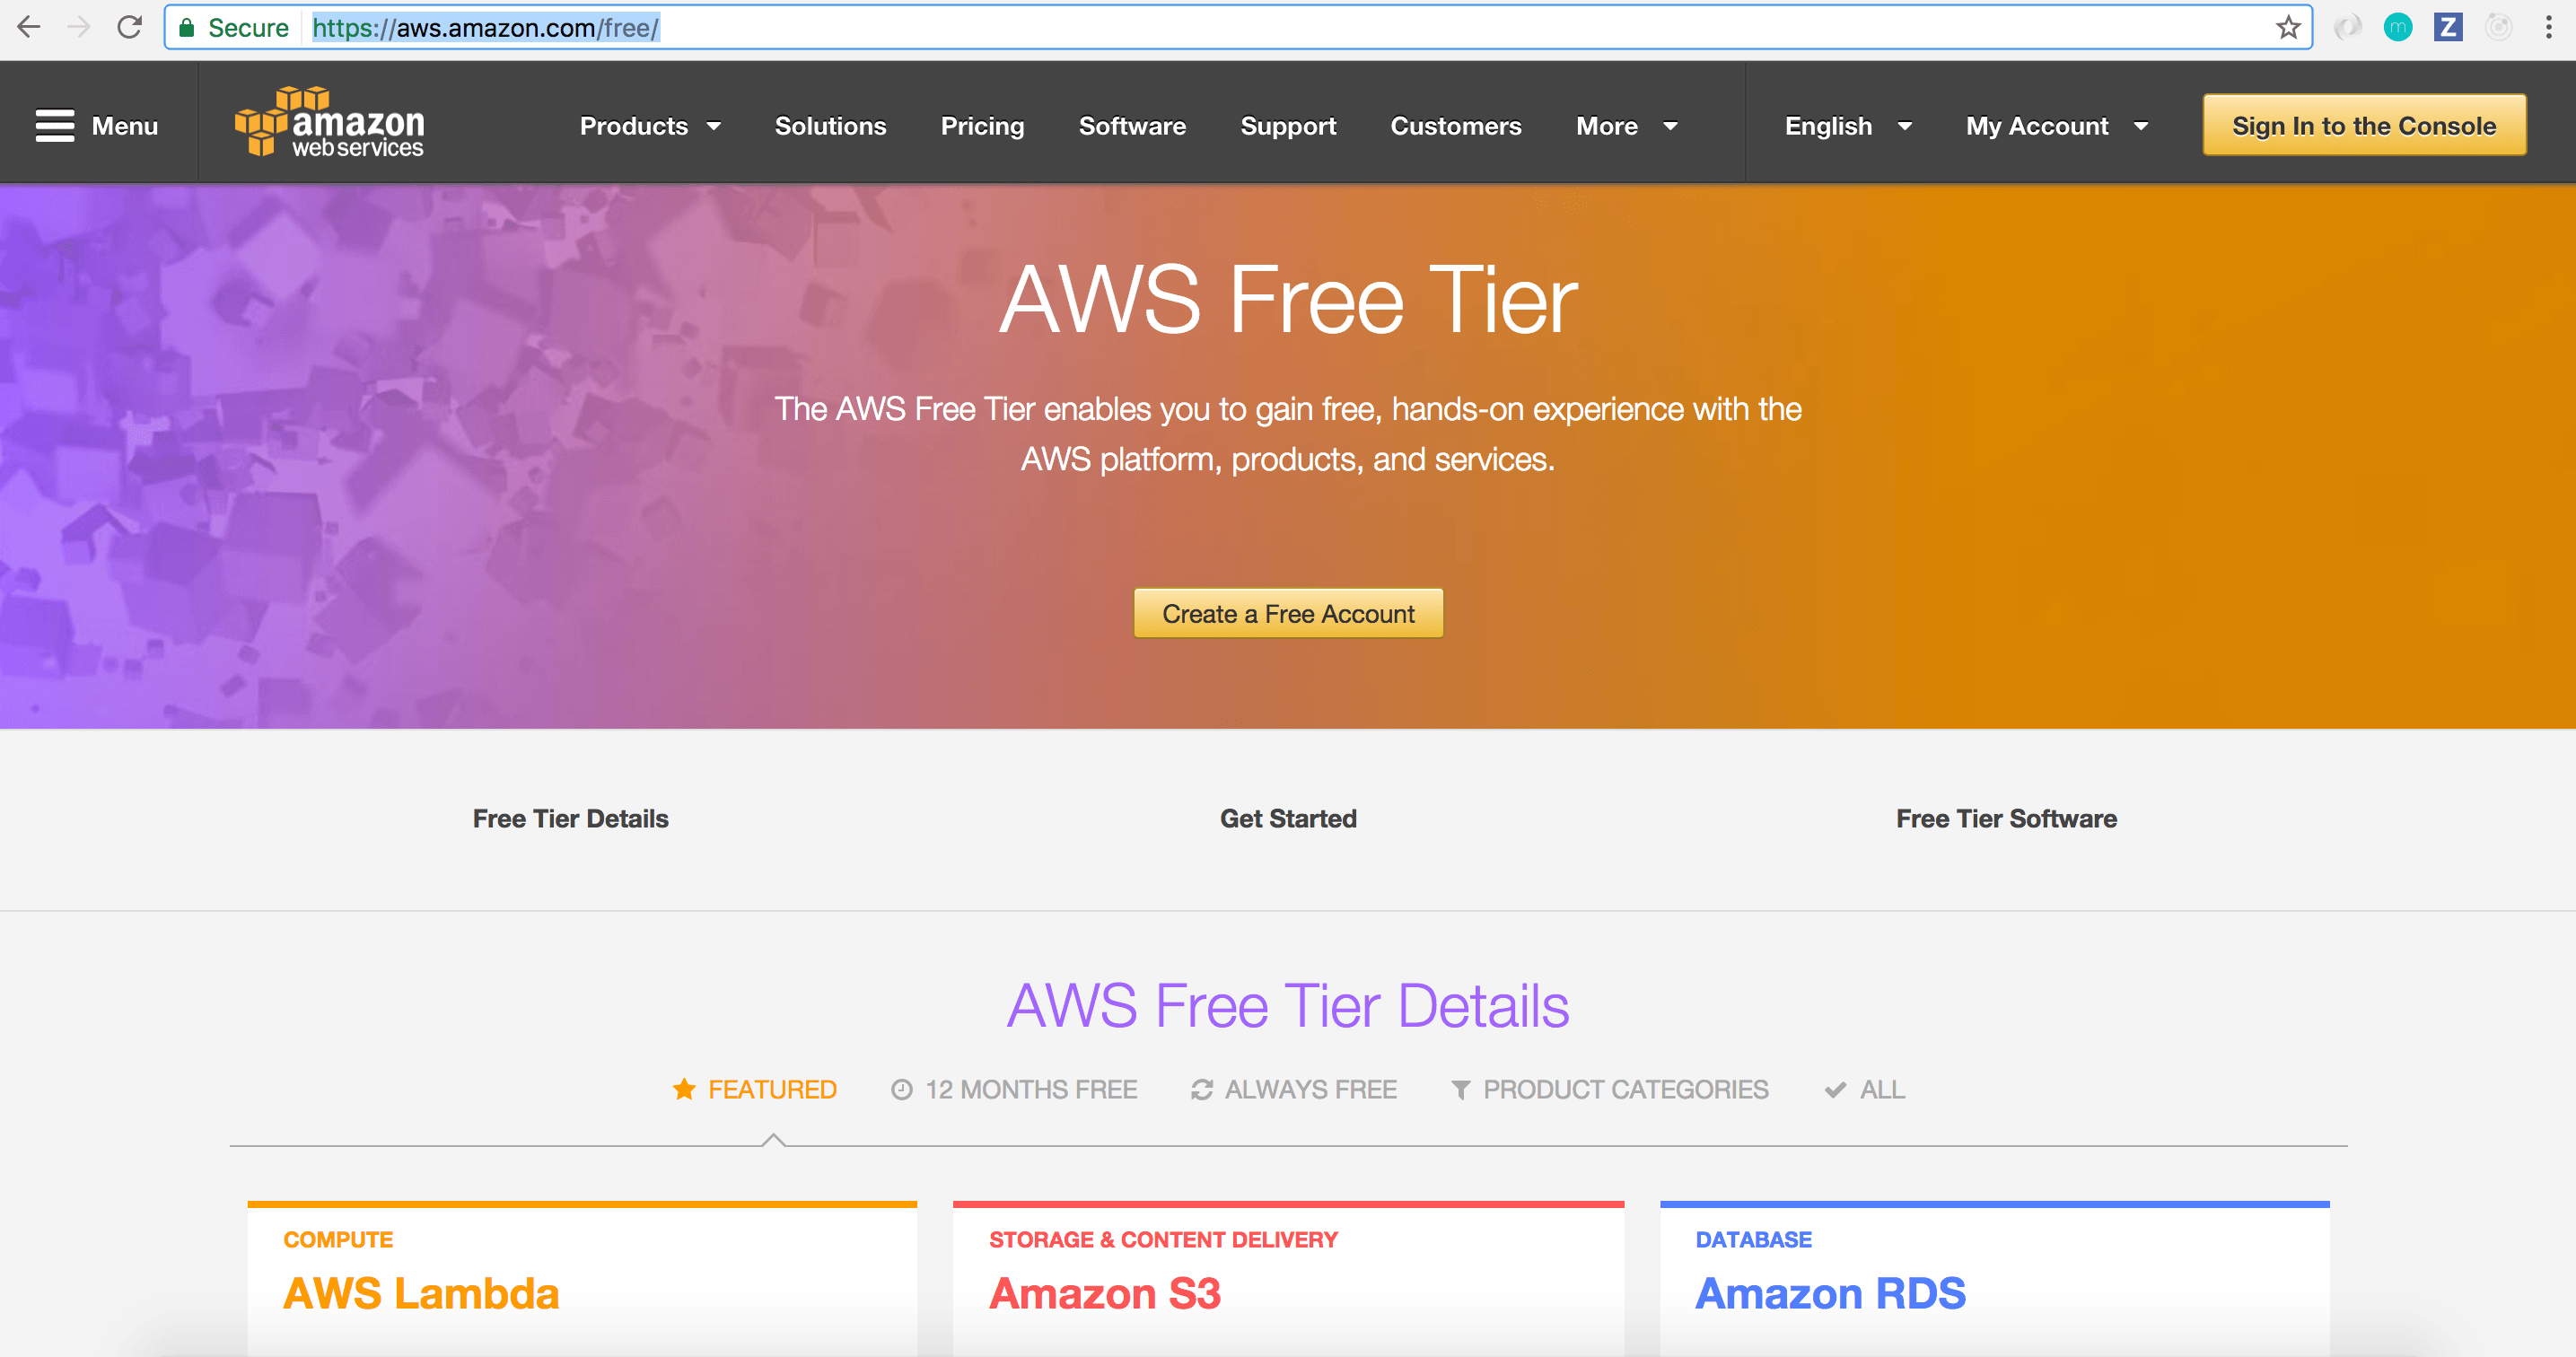 Secure https://aws.amazon.com/free/
m
Z
Menu
amazon
web services
Products Solutions Pricing Software Support Customers More English My Account Sign In to the Console
AWS Free Tier
The AWS Free Tier enables you to gain free, hands-on experience with the
AWS platform, products, and services.
Create a Free Account
Free Tier Details Get Started Free Tier Software
AWS Free Tier Details
FEATURED 12 MONTHS FREE ALWAYS FREE PRODUCT CATEGORIES ALL
COMPUTE
AWS Lambda
STORAGE & CONTENT DELIVERY
Amazon S3
DATABASE
Amazon RDS